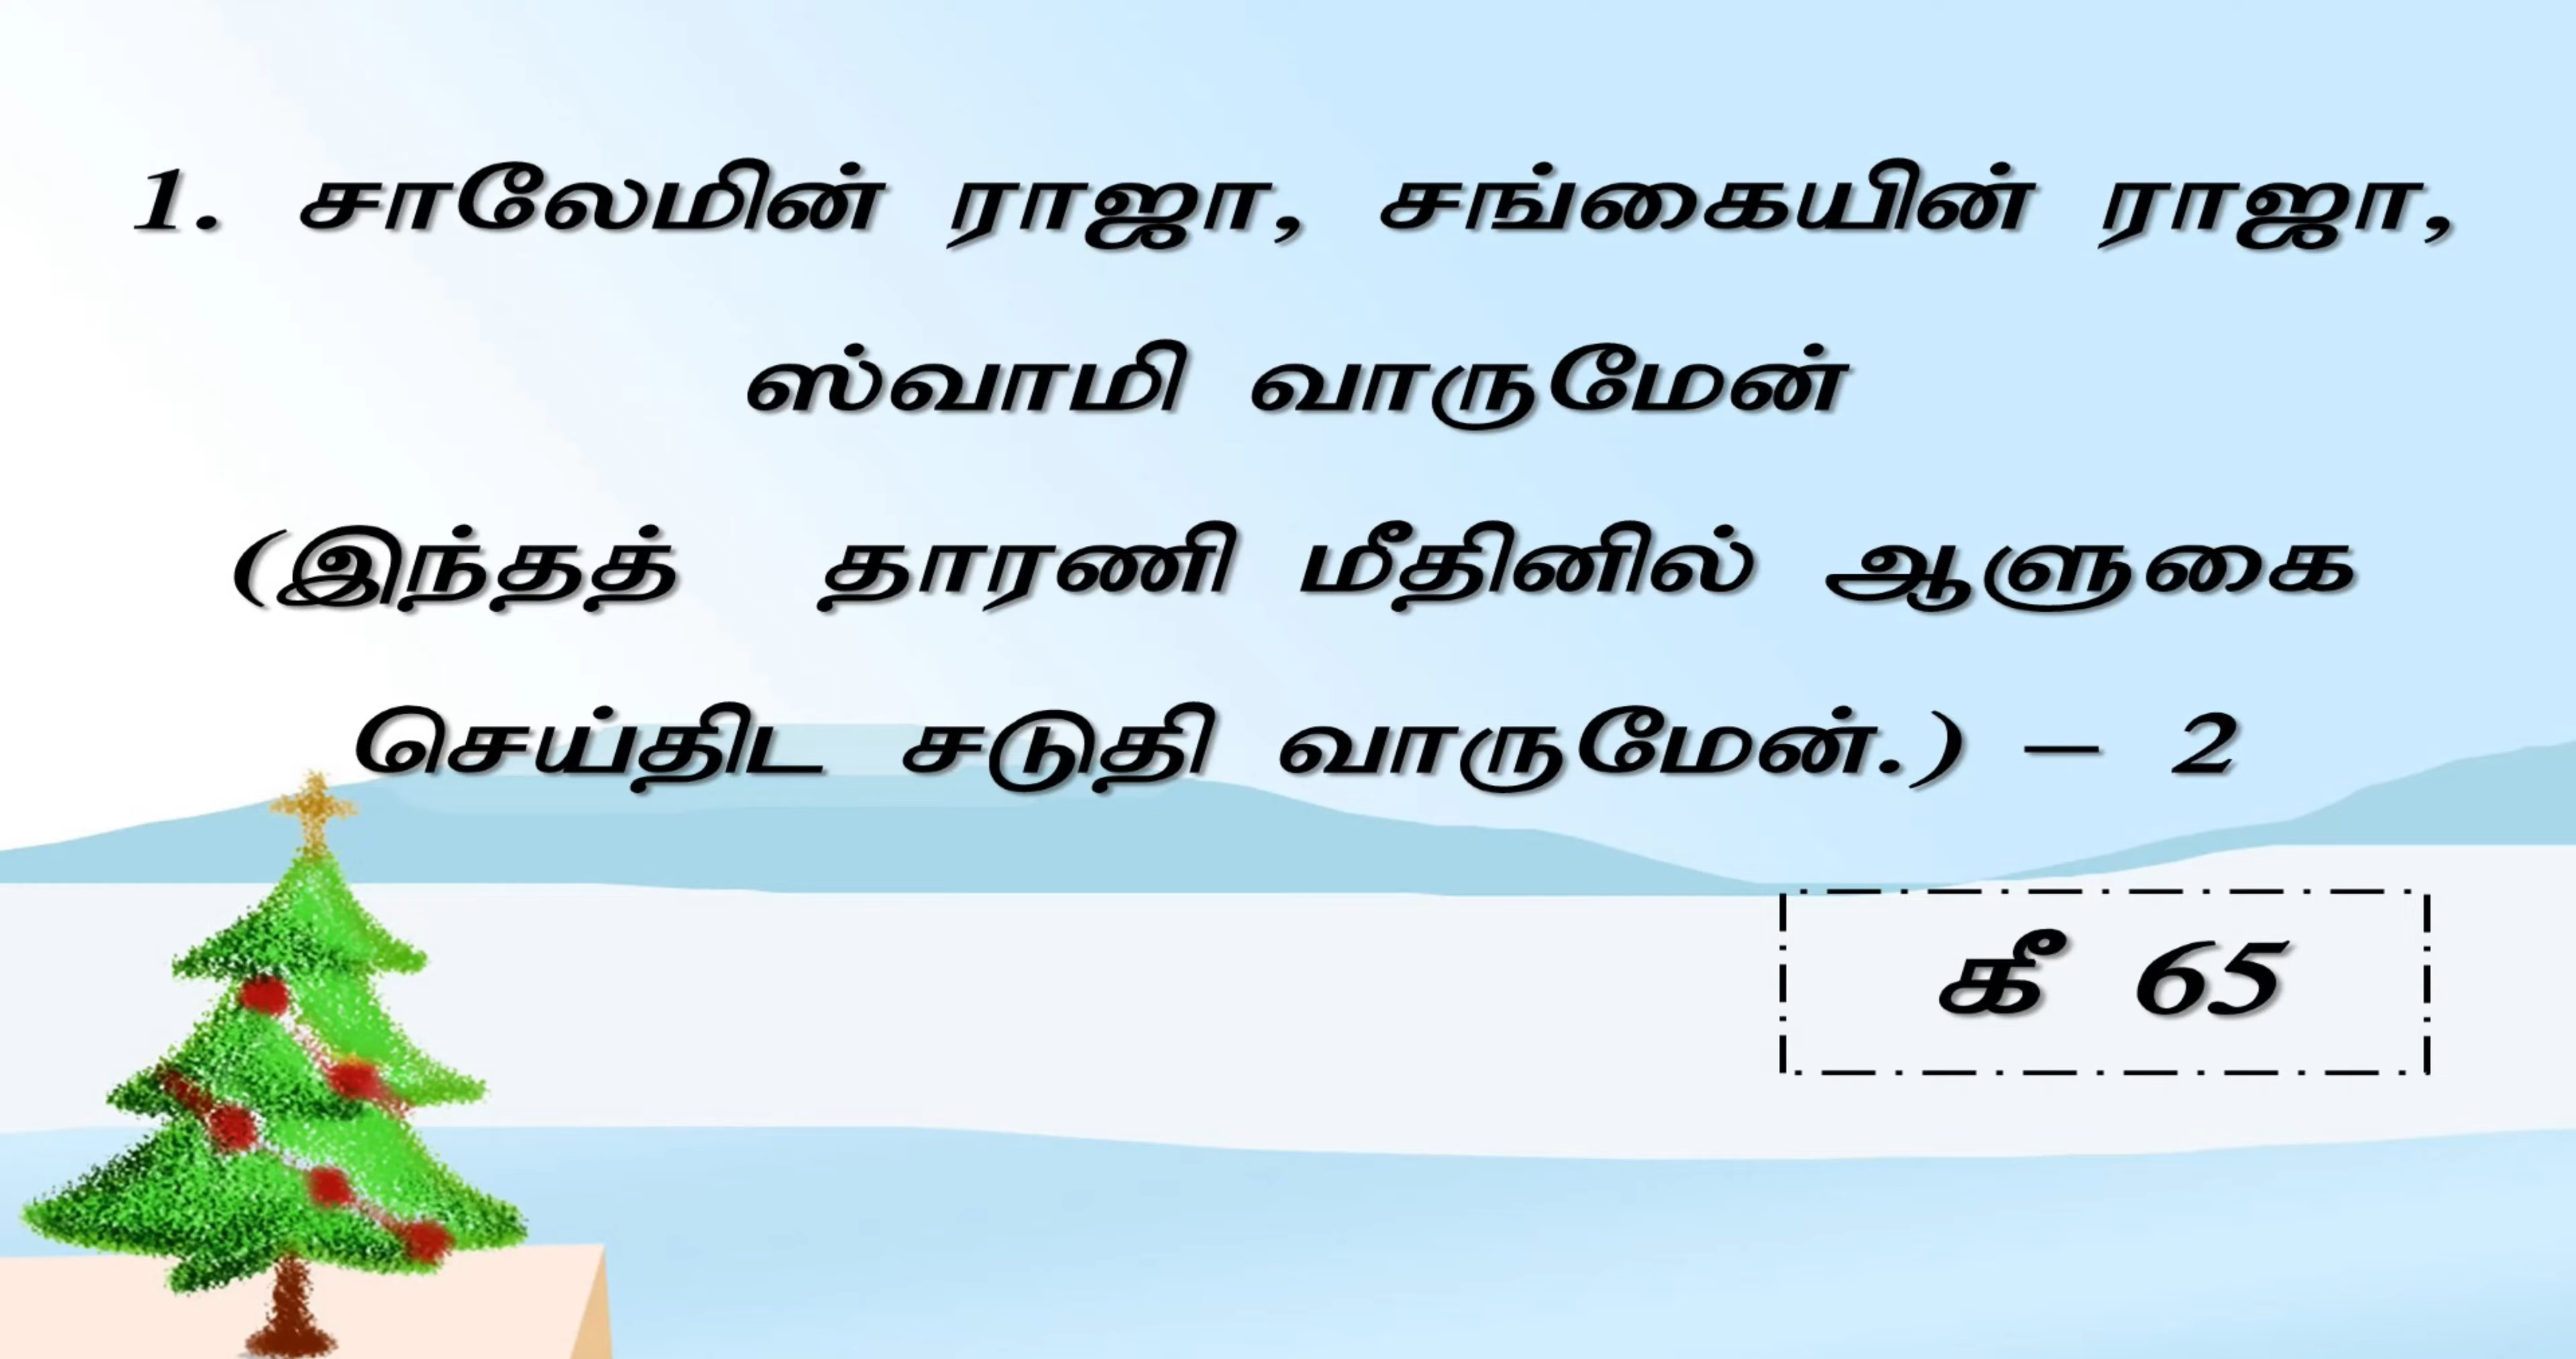 1. சாலேமின் ராஜா, சங்கையின் ராஜா,
ஸ்வாமி வாருமேன்
(இந்தத் தாரணி மீதினில் ஆளுகை
செய்திட சடுதி வாருமேன்.) – 2
கீ 65